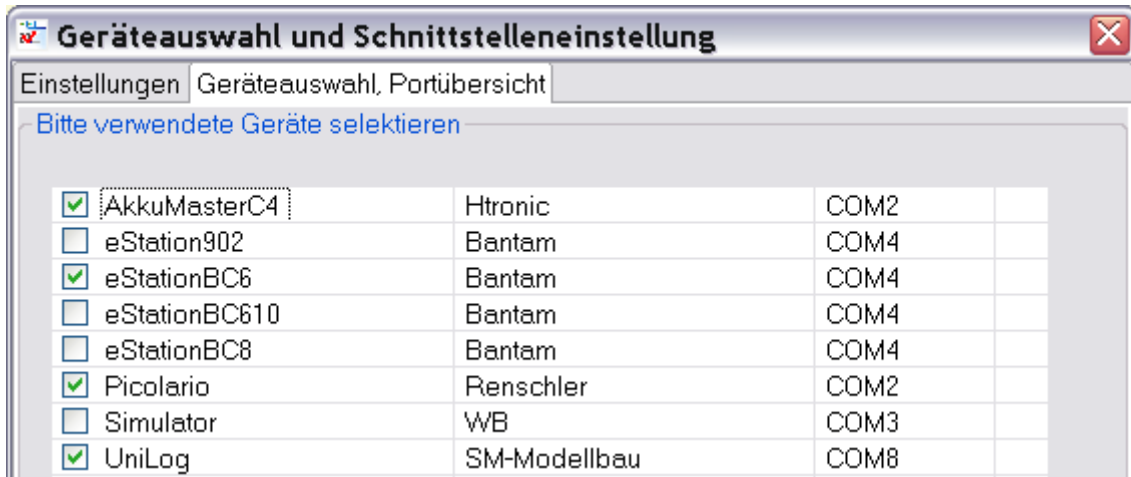 Geräteauswahl und Schnittstelleneinstellung
Einstellungen Geräteauswahl, Portübersicht
Bitte verwendete Geräte selektieren
AkkuMasterC4 Htronic COM2
eStation902 Bantam COM4
eStationBC6 Bantam COM4
eStationBC610 Bantam COM4
eStationBC8 Bantam COM4
Picolario Renschler COM2
Simulator WB COM3
UniLog SM-Modellbau COM8